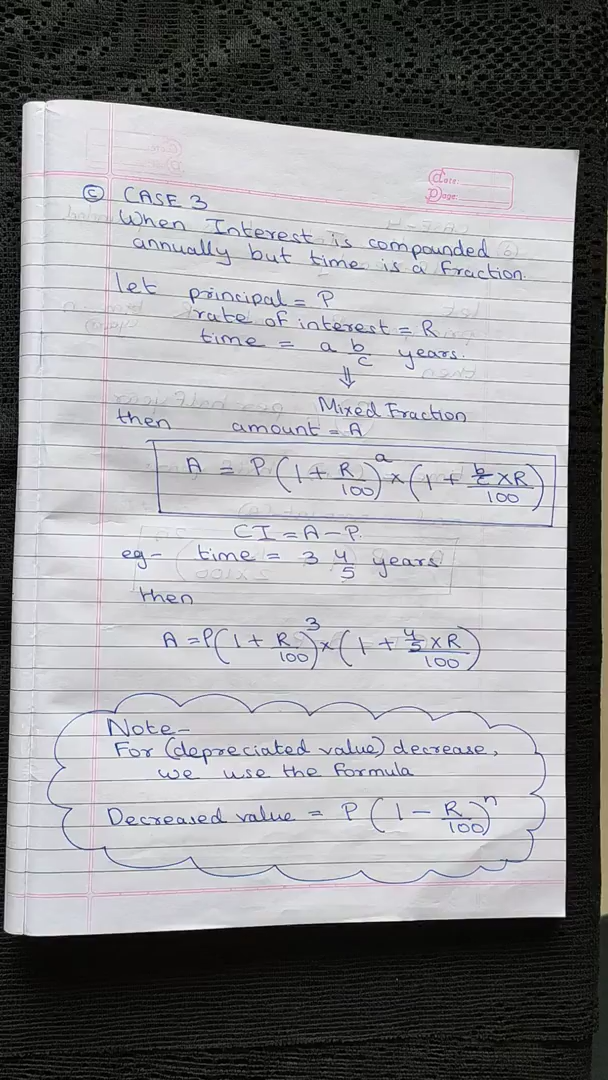 Date:
Page:
Ⓒ CASE 3
When Interest is compounded
annually but time is a fraction.
let principal = P
rate of interest = R
time = a b/c years.
⇓
Mixed Fraction
then amount = A
A = P(1 + R/100)^a × (1 + b/c × R/100)
CI = A - P.
eg - time = 3 4/5 years
then
A = P(1 + R/100)^3 × (1 + 4/5 × R/100)
Note -
For (depreciated value) decrease,
we use the formula
Decreased value = P (1 - R/100)^n